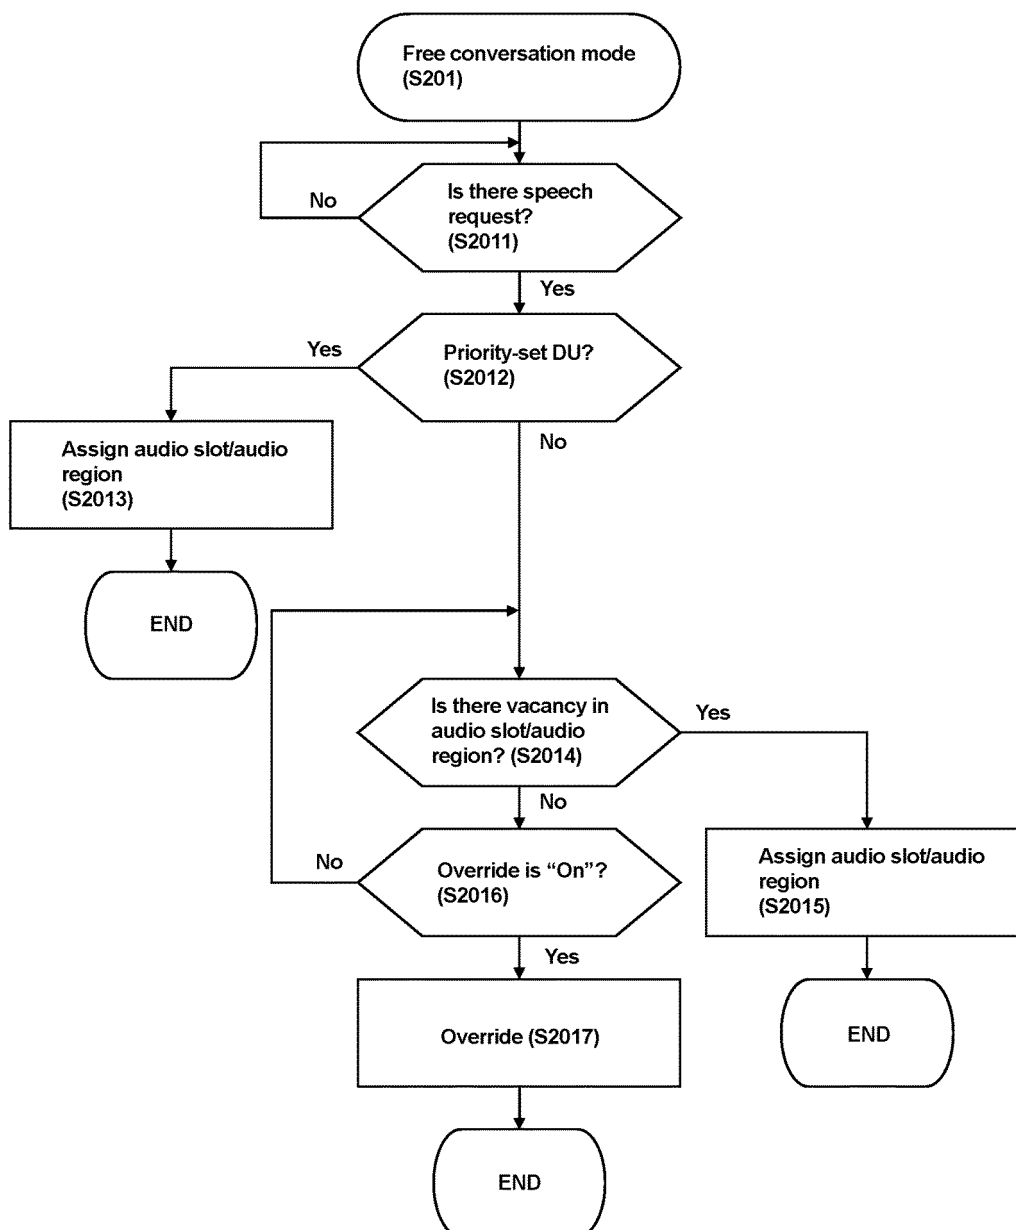 Free conversation mode
(S201)
No
Is there speech
request?
(S2011)
Yes
Yes
Priority-set DU?
(S2012)
No
Assign audio slot/audio
region
(S2013)
END
Is there vacancy in
audio slot/audio
region? (S2014)
Yes
No
No
Override is “On”?
(S2016)
Assign audio slot/audio
region
(S2015)
Yes
Override (S2017)
END
END